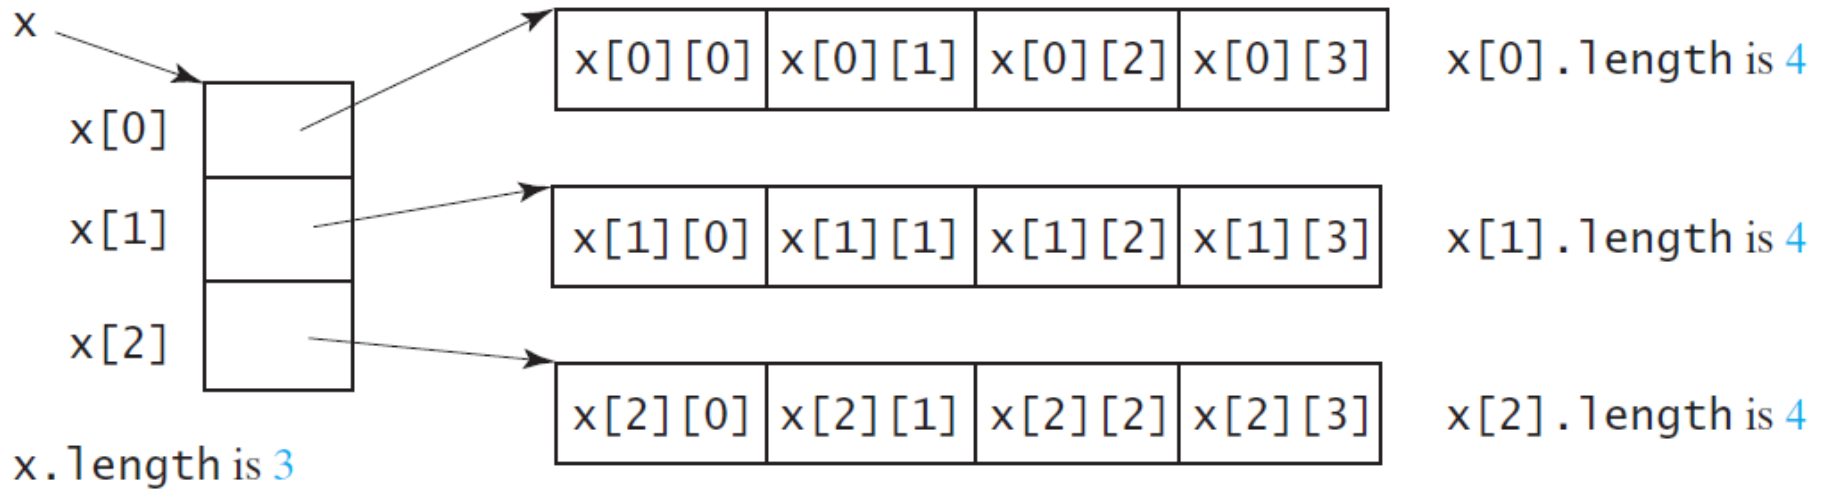 x
x[0][0] x[0][1] x[0][2] x[0][3] x[0].length is 4
x[0]
x[1]
x[1][0] x[1][1] x[1][2] x[1][3] x[1].length is 4
x[2]
x[2][0] x[2][1] x[2][2] x[2][3] x[2].length is 4
x.length is 3